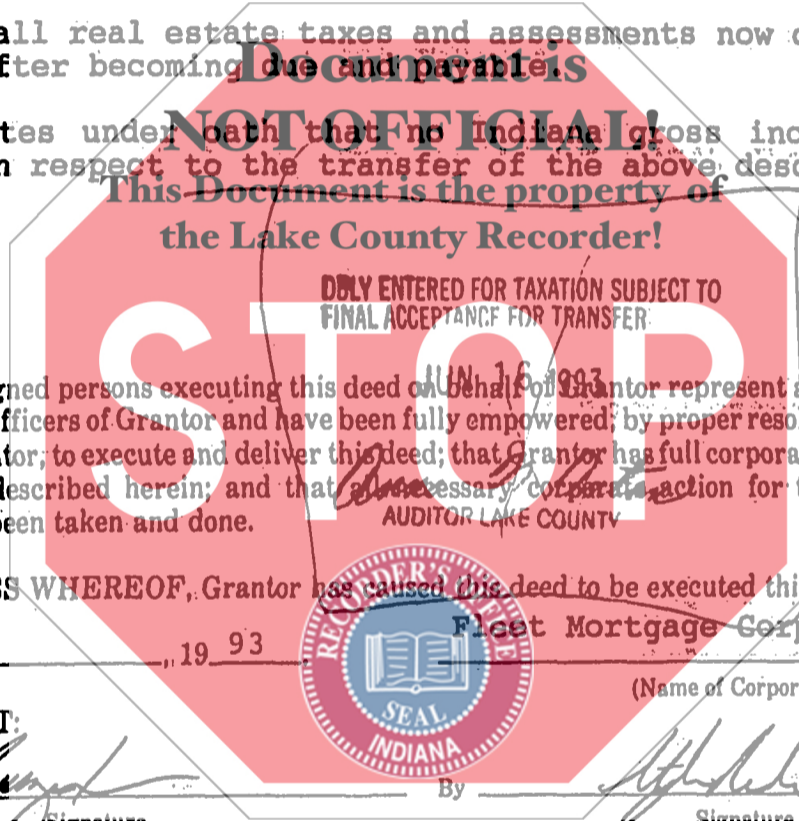 all real estate taxes and assessments now
fter becoming due and payable.
Document is
tes under oath that no Indiana gross inc
NOT OFFICIAL!
n respect to the transfer of the above desc
This Document is the property of
the Lake County Recorder!
DULY ENTERED FOR TAXATION SUBJECT TO
FINAL ACCEPTANCE FOR TRANSFER
STOP
JUN 16 1993
gned persons executing this deed on behalf of Grantor represent
fficers of Grantor and have been fully empowered, by proper reso
tor, to execute and deliver this deed; that Grantor has full corpora
described herein; and that all necessary corporate action for
een taken and done.
AUDITOR LAKE COUNTY
SS WHEREOF, Grantor has caused this deed to be executed thi
Fleet Mortgage Corp
, 19 93
(Name of Corpor
RECORDER'S OFFICE
SEAL
INDIANA
T:
By
Signature
Signature